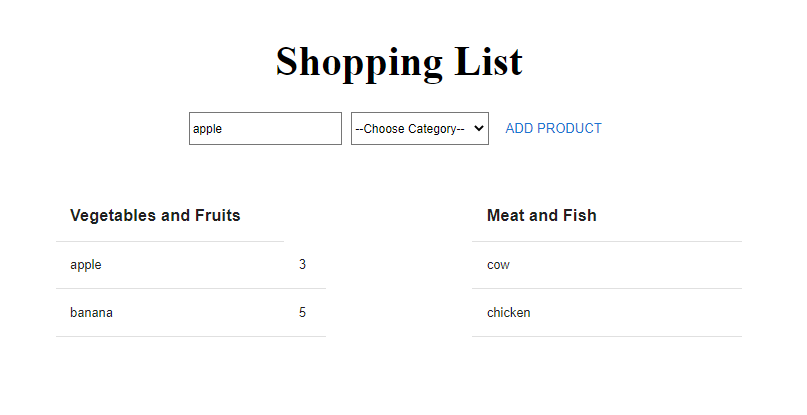 Shopping List
apple
--Choose Category--
ADD PRODUCT
Vegetables and Fruits
apple 3
banana 5
Meat and Fish
cow
chicken